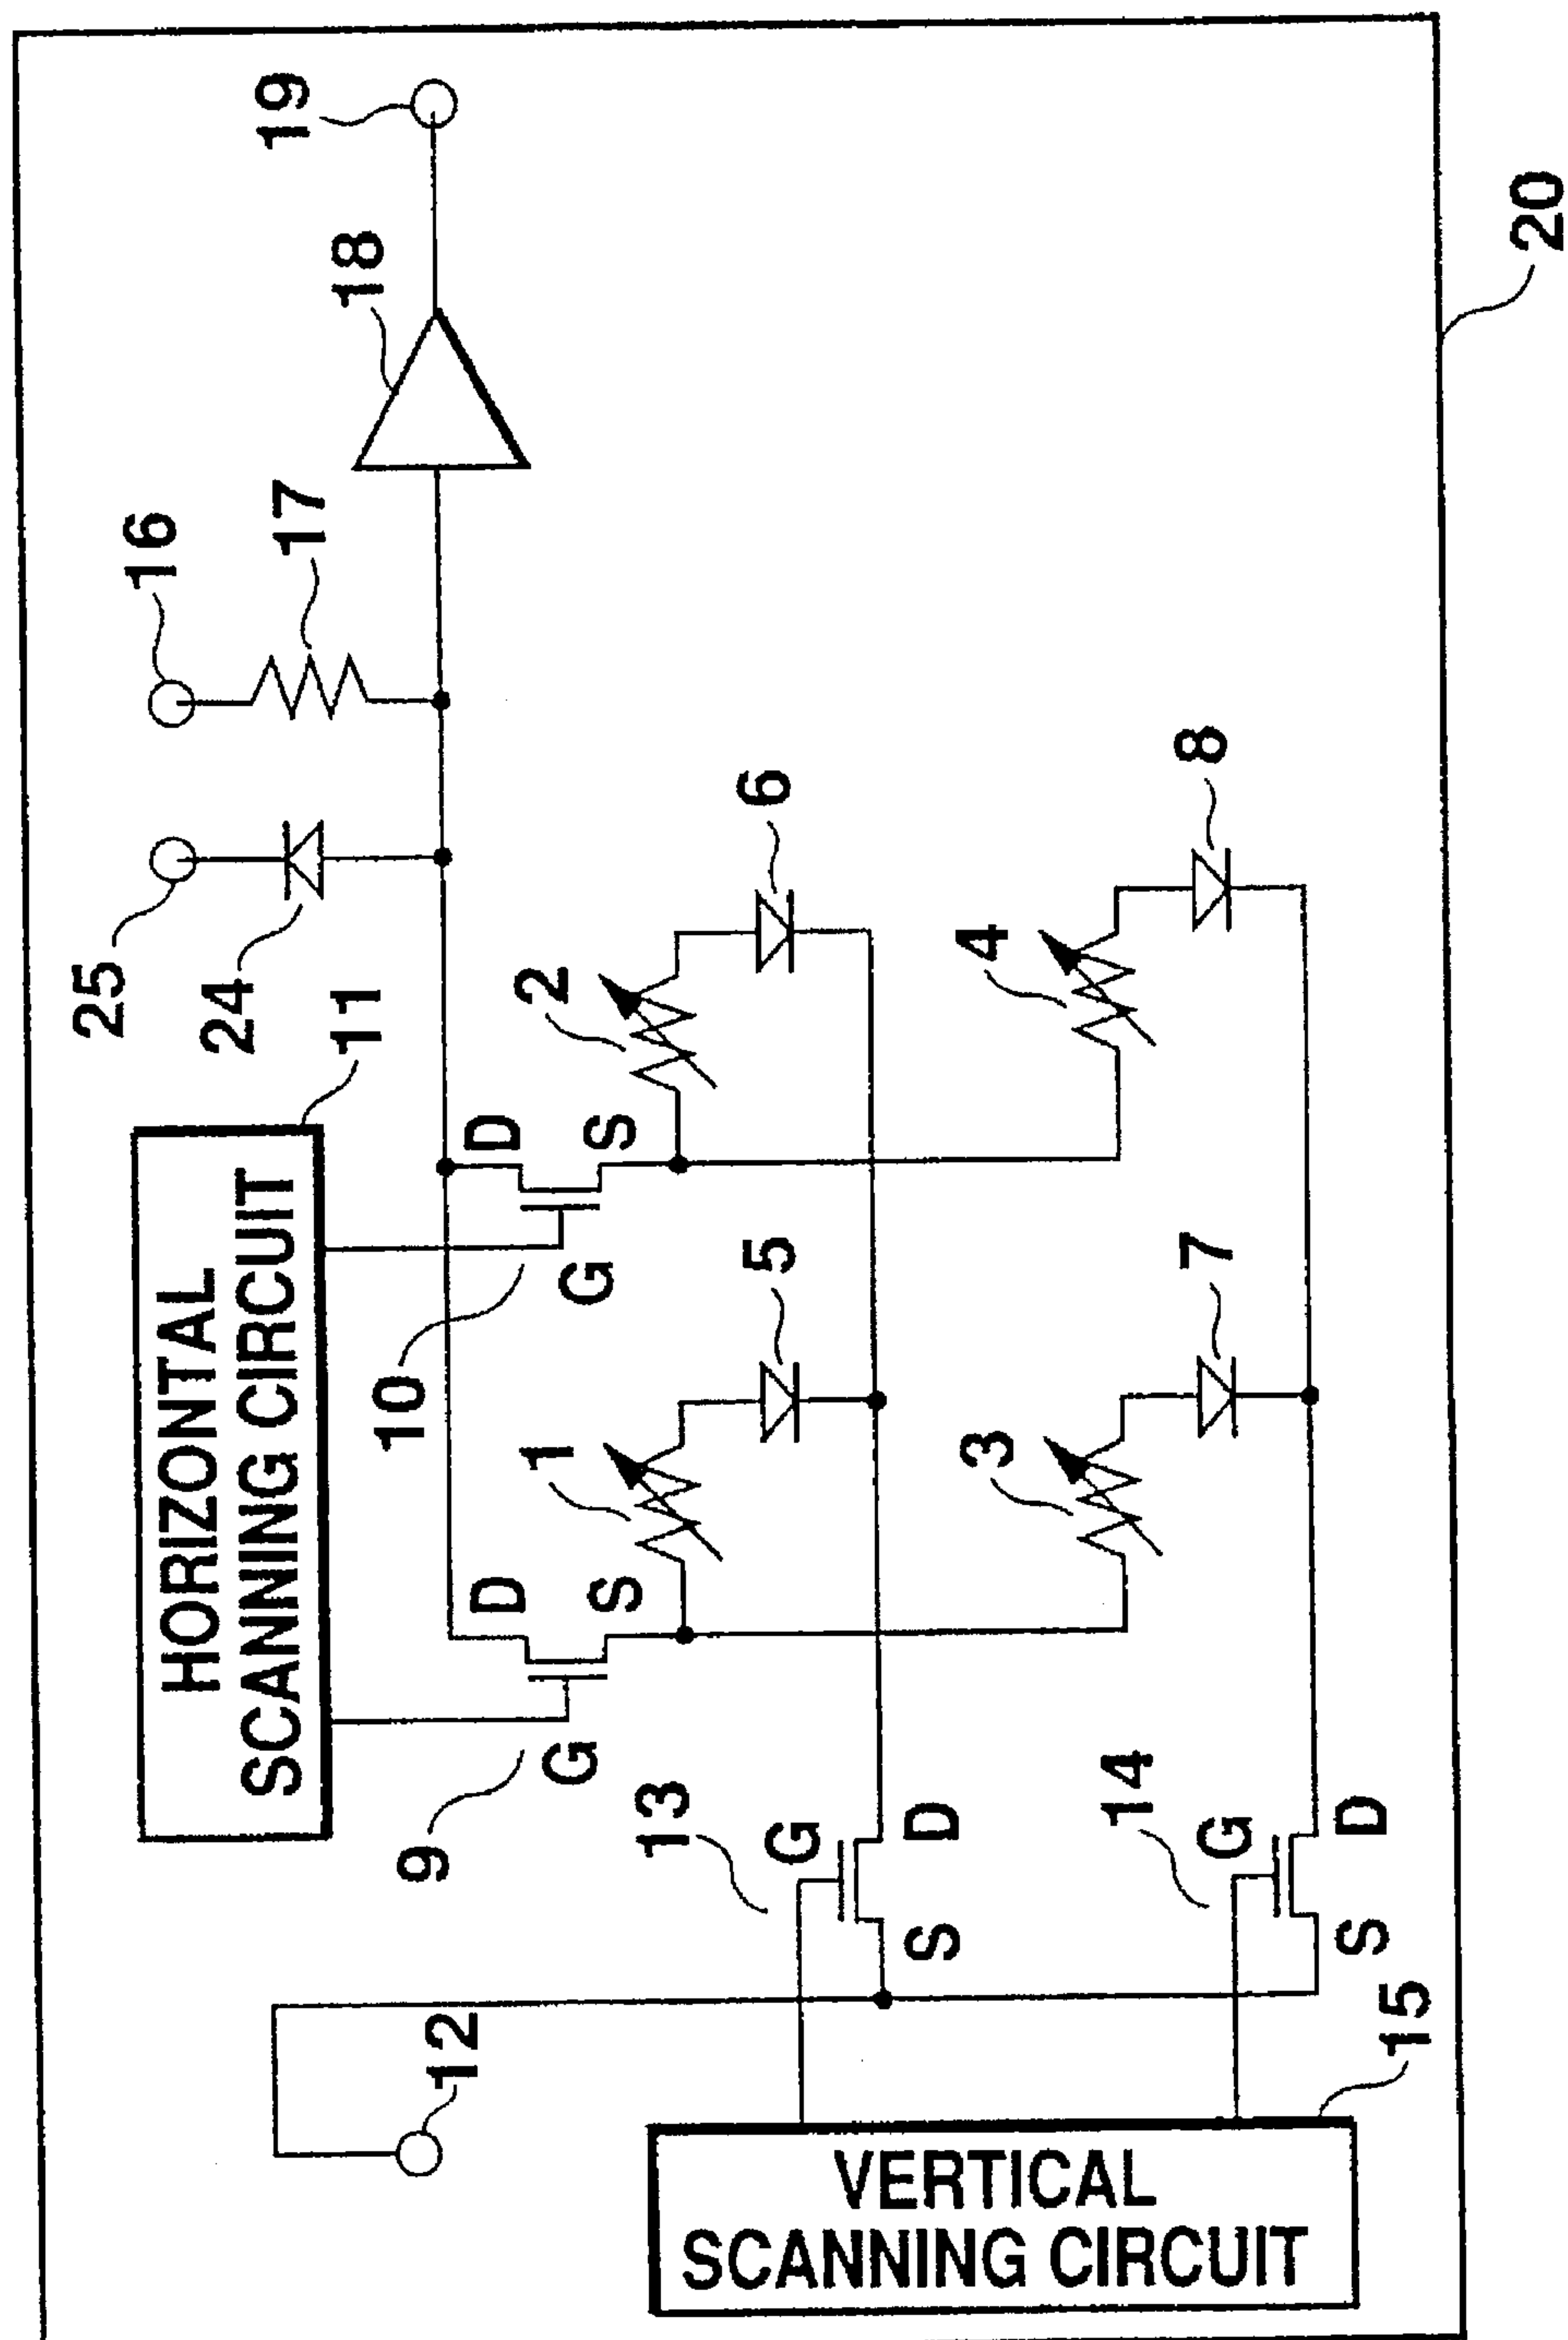 25
16
HORIZONTAL
SCANNING CIRCUIT
24
19
17
11
18
10
9
12
D
D
2
1
G
G
S
S
13
6
5
G
VERTICAL
SCANNING CIRCUIT
S
D
4
3
14
8
7
G
S
D
15
20